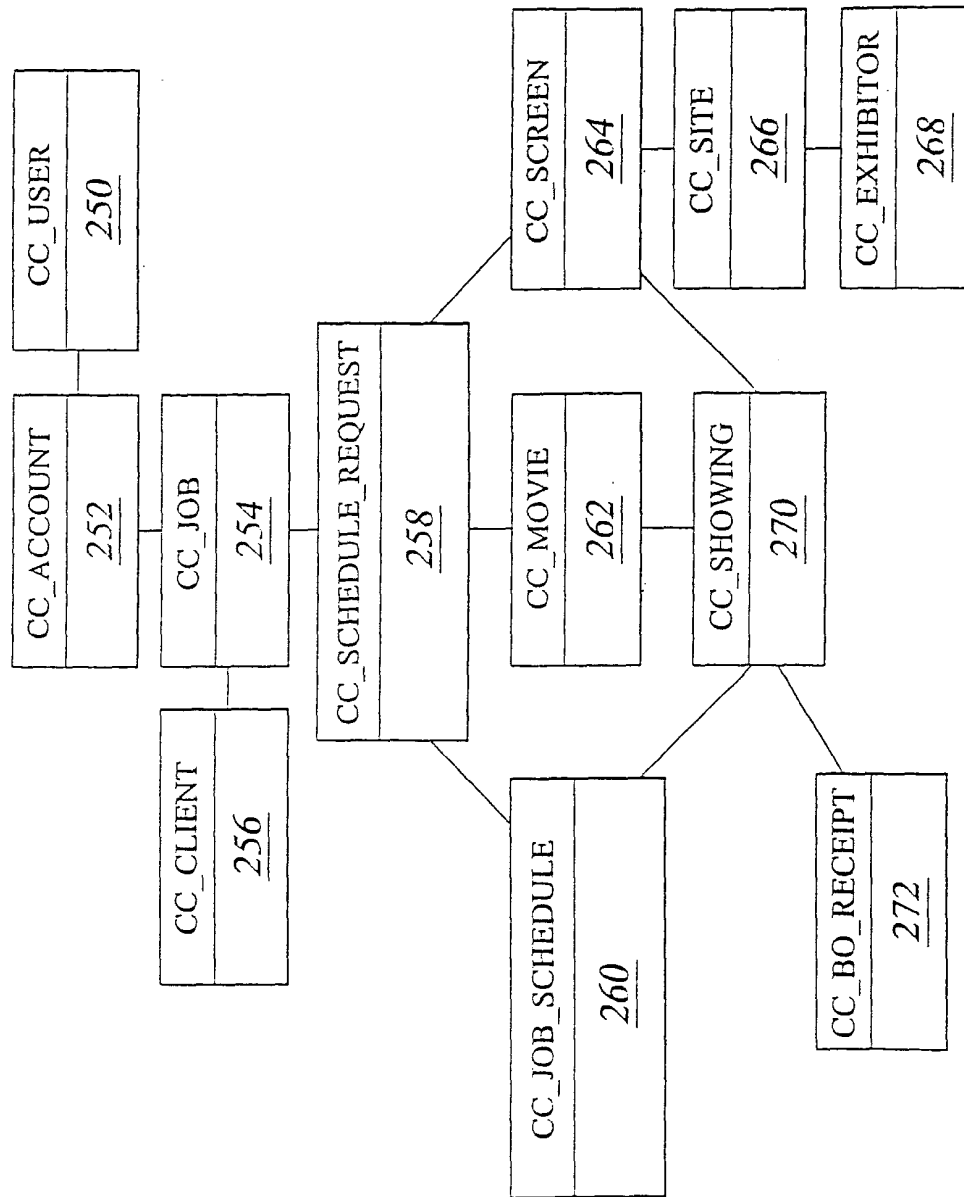 CC_USER
250
CC_ACCOUNT
252
CC_JOB
254
CC_CLIENT
256
CC_SCHEDULE_REQUEST
258
CC_JOB_SCHEDULE
260
CC_MOVIE
262
CC_SCREEN
264
CC_SITE
266
CC_EXHIBITOR
268
CC_SHOWING
270
CC_BO_RECEIPT
272